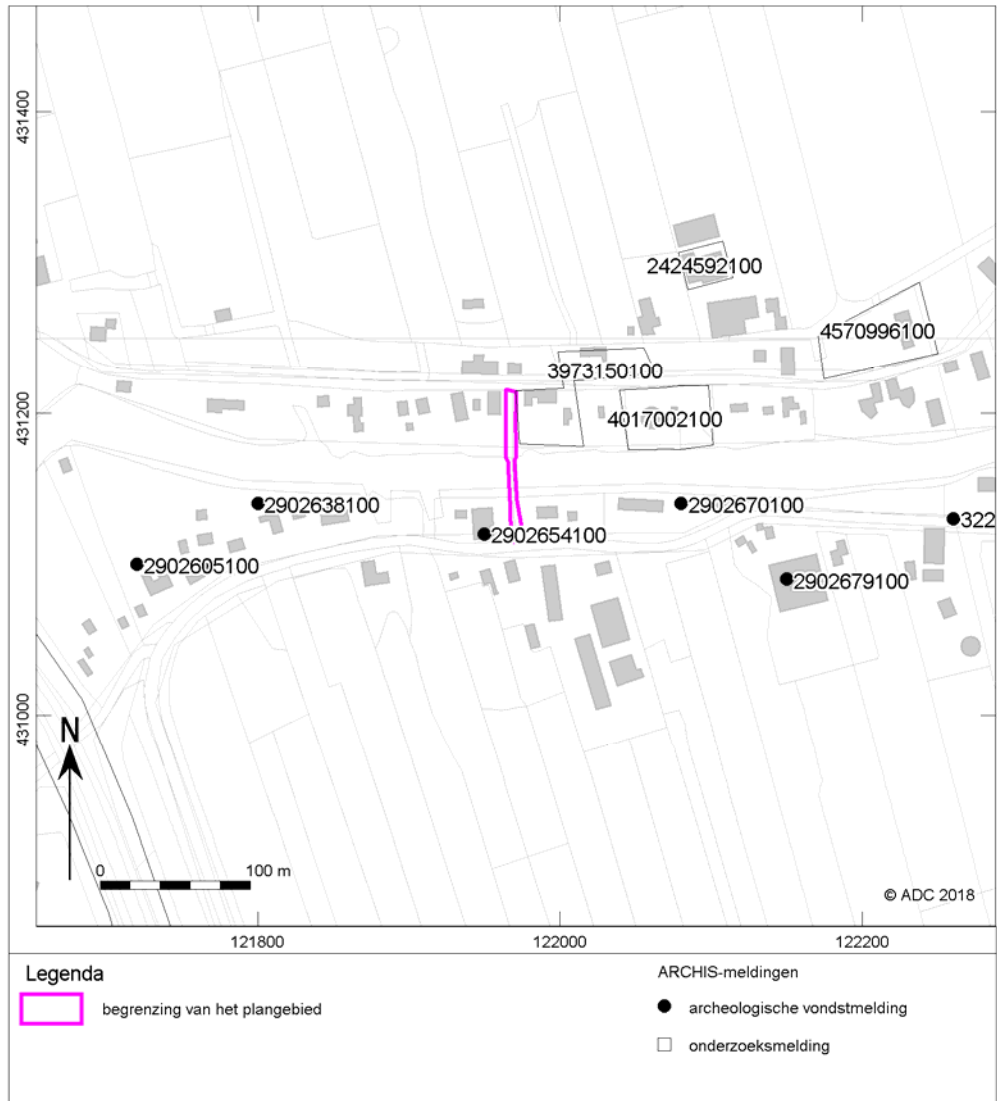 431400
2424592100
4570996100
3973150100
431200
4017002100
2902638100
2902670100
322
2902654100
2902605100
2902679100
431000
N
0 100 m
© ADC 2018
121800 122000 122200
Legenda
begrenzing van het plangebied
ARCHIS-meldingen
archeologische vondstmelding
onderzoeksmelding